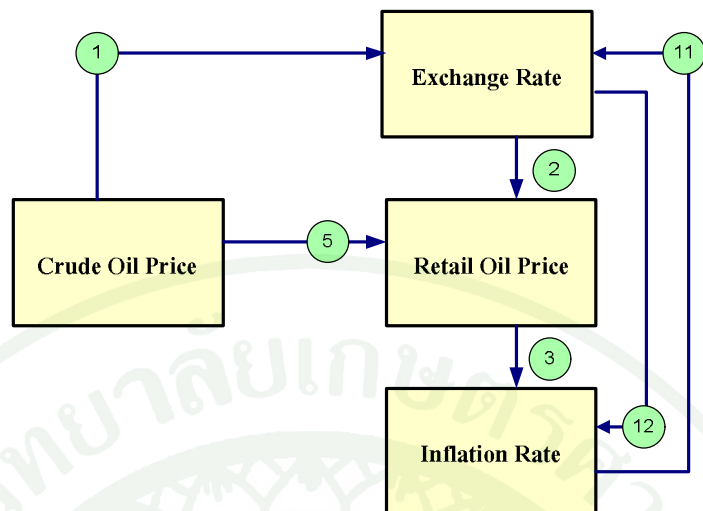 1
11
Exchange Rate
2
Crude Oil Price
5
Retail Oil Price
3
12
Inflation Rate